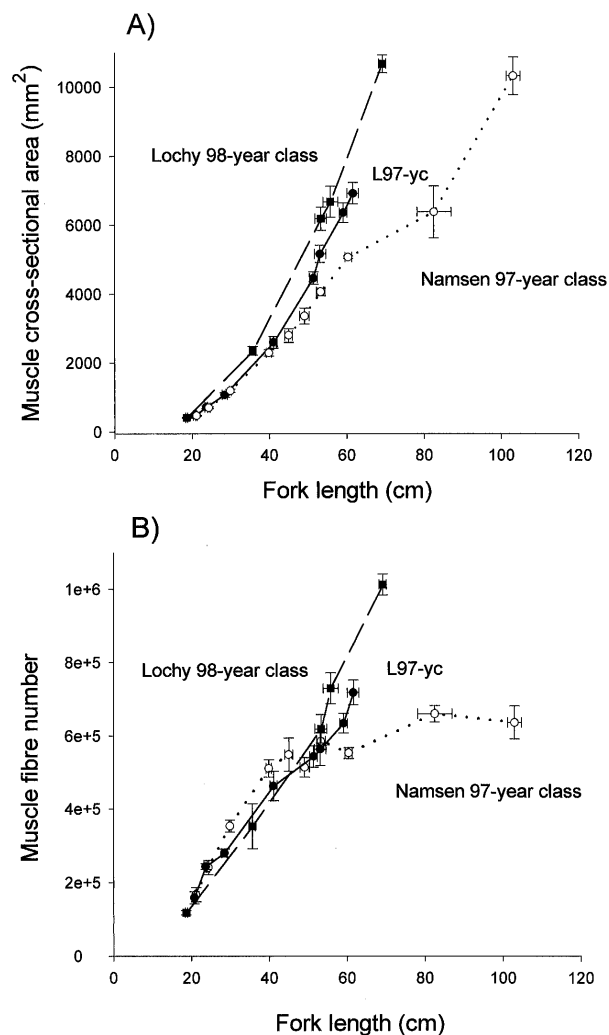 A)
Muscle cross-sectional area (mm²)
10000
8000
6000
4000
2000
0
Lochy 98-year class
L97-yc
Namsen 97-year class
0 20 40 60 80 100 120
Fork length (cm)
B)
Muscle fibre number
1e+6
8e+5
6e+5
4e+5
2e+5
0
Lochy 98-year class
L97-yc
Namsen 97-year class
0 20 40 60 80 100 120
Fork length (cm)